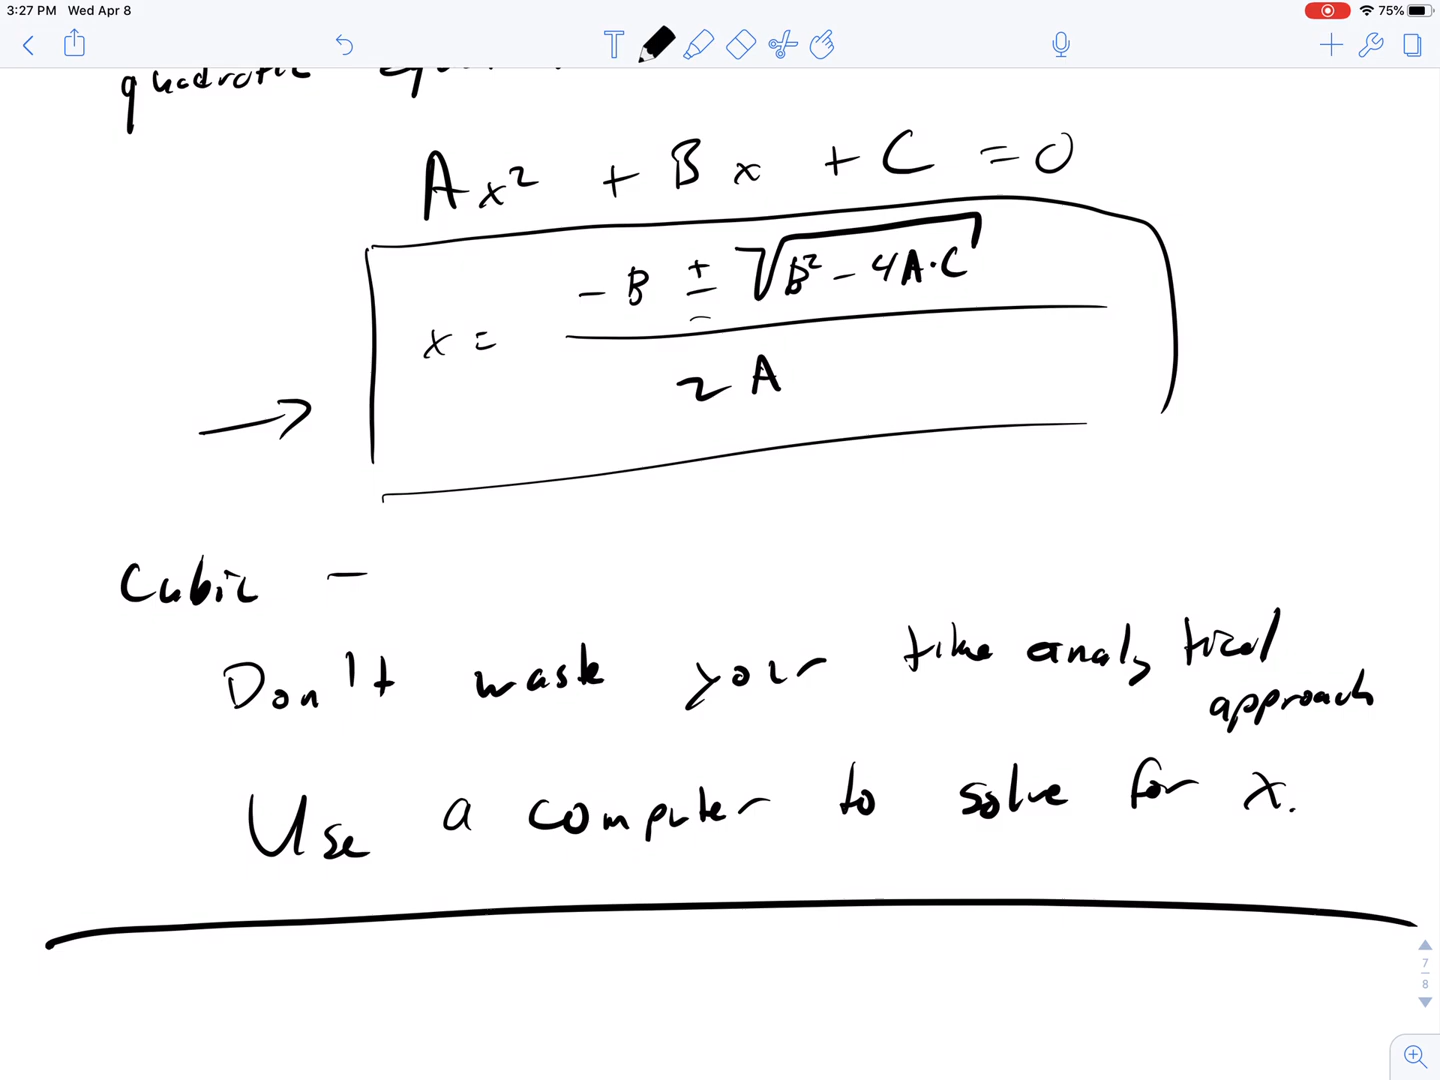 3:27 PM Wed Apr 8
75%
T
quadratic
Ax² + Bx + C = 0
x = (-B ± √(B² - 4A·C)) / 2A
Cubic -
Don't waste your time analytical approach
Use a computer to solve for x.
7
8